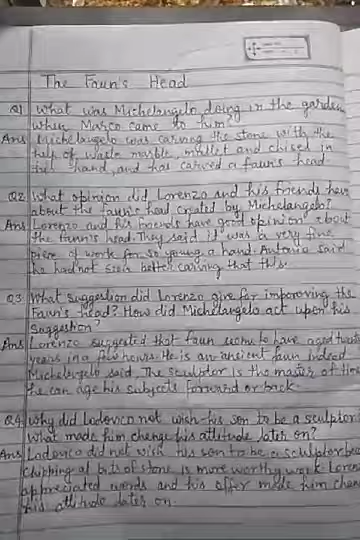 The Faun's Head
Q1 What was Michelangelo doing in the garden
when Marco came to him?
Ans Michelangelo was carving the stone with the
help of waste marble, mallet and chisel in
his hand, and has carved a faun's head
Q2 What opinion did Lorenzo and his friends have
about the faun's head created by Michelangelo?
Ans Lorenzo and his friends have good opinion about
the faun's head. They said it was a very fine
piece of work for so young a hand. Antonio said
he had not seen better carving that this.
Q3 What suggestion did Lorenzo give for improving the
Faun's head? How did Michelangelo act upon his
Suggestion?
Ans Lorenzo suggested that faun seems to have aged
years in a few hours. He is an ancient faun indeed
Michelangelo said. The sculptor is the master of time
he can age his subjects forward or back.
Q4 Why did Lodovico not wish his son to be a sculptor?
What made him change his attitude later on?
Ans Lodovico did not wish his son to be a sculptor
chipping at bits of stone is more worthy work
appreciated words and his offer made him
his attitude later on.